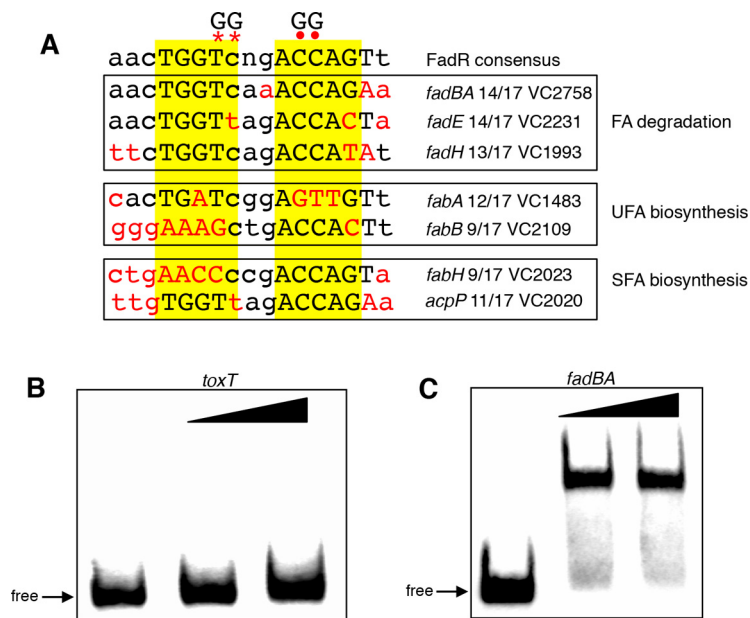 A
GG GG
** ●●
aacTGGTcngACCAGTt FadR consensus
aacTGGTcaaACCAGAa fadBA 14/17 VC2758
aacTGGTtagACCACTa fadE 14/17 VC2231
ttcTGGTcagACCATAt fadH 13/17 VC1993
FA degradation
cacTGATcggAGTTGTt fabA 12/17 VC1483
gggAAAGctgACCACTt fabB 9/17 VC2109
UFA biosynthesis
ctgAACCccgACCAGTa fabH 9/17 VC2023
ttgTGGTtagACCAGAa acpP 11/17 VC2020
SFA biosynthesis
B
toxT
free
C
fadBA
free